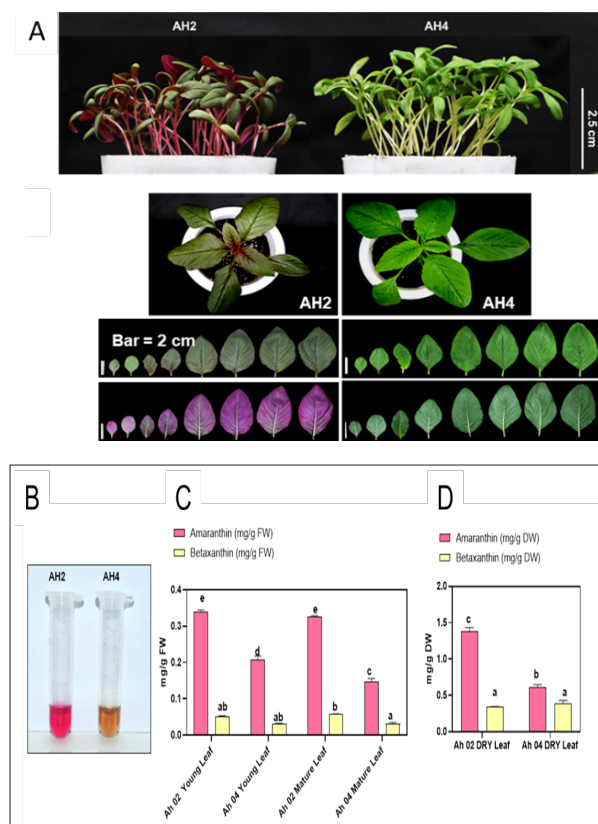 A
AH2
AH4
2.5 cm
AH2
AH4
Bar = 2 cm
B
C
D
AH2
AH4
Amaranthin (mg/g FW)
Betaxanthin (mg/g FW)
mg/g FW
0.4
0.3
0.2
0.1
0.0
e
ab
d
ab
e
b
c
a
Ah 02 Young Leaf
Ah 04 Young Leaf
Ah 02 Mature Leaf
Ah 04 Mature Leaf
Amaranthin (mg/g DW)
Betaxanthin (mg/g DW)
mg/g DW
2.0
1.5
1.0
0.5
0.0
c
a
b
a
Ah 02 DRY Leaf
Ah 04 DRY Leaf